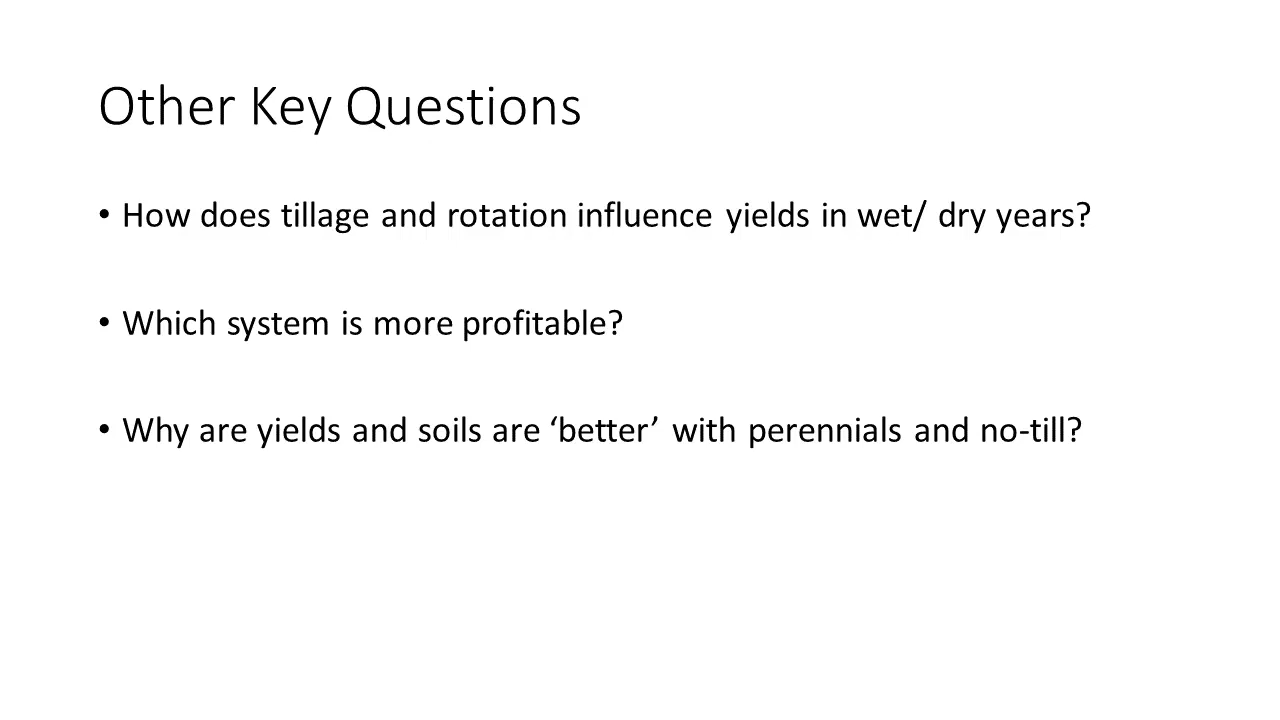 Other Key Questions
• How does tillage and rotation influence yields in wet/ dry years?
• Which system is more profitable?
• Why are yields and soils are ‘better’ with perennials and no-till?